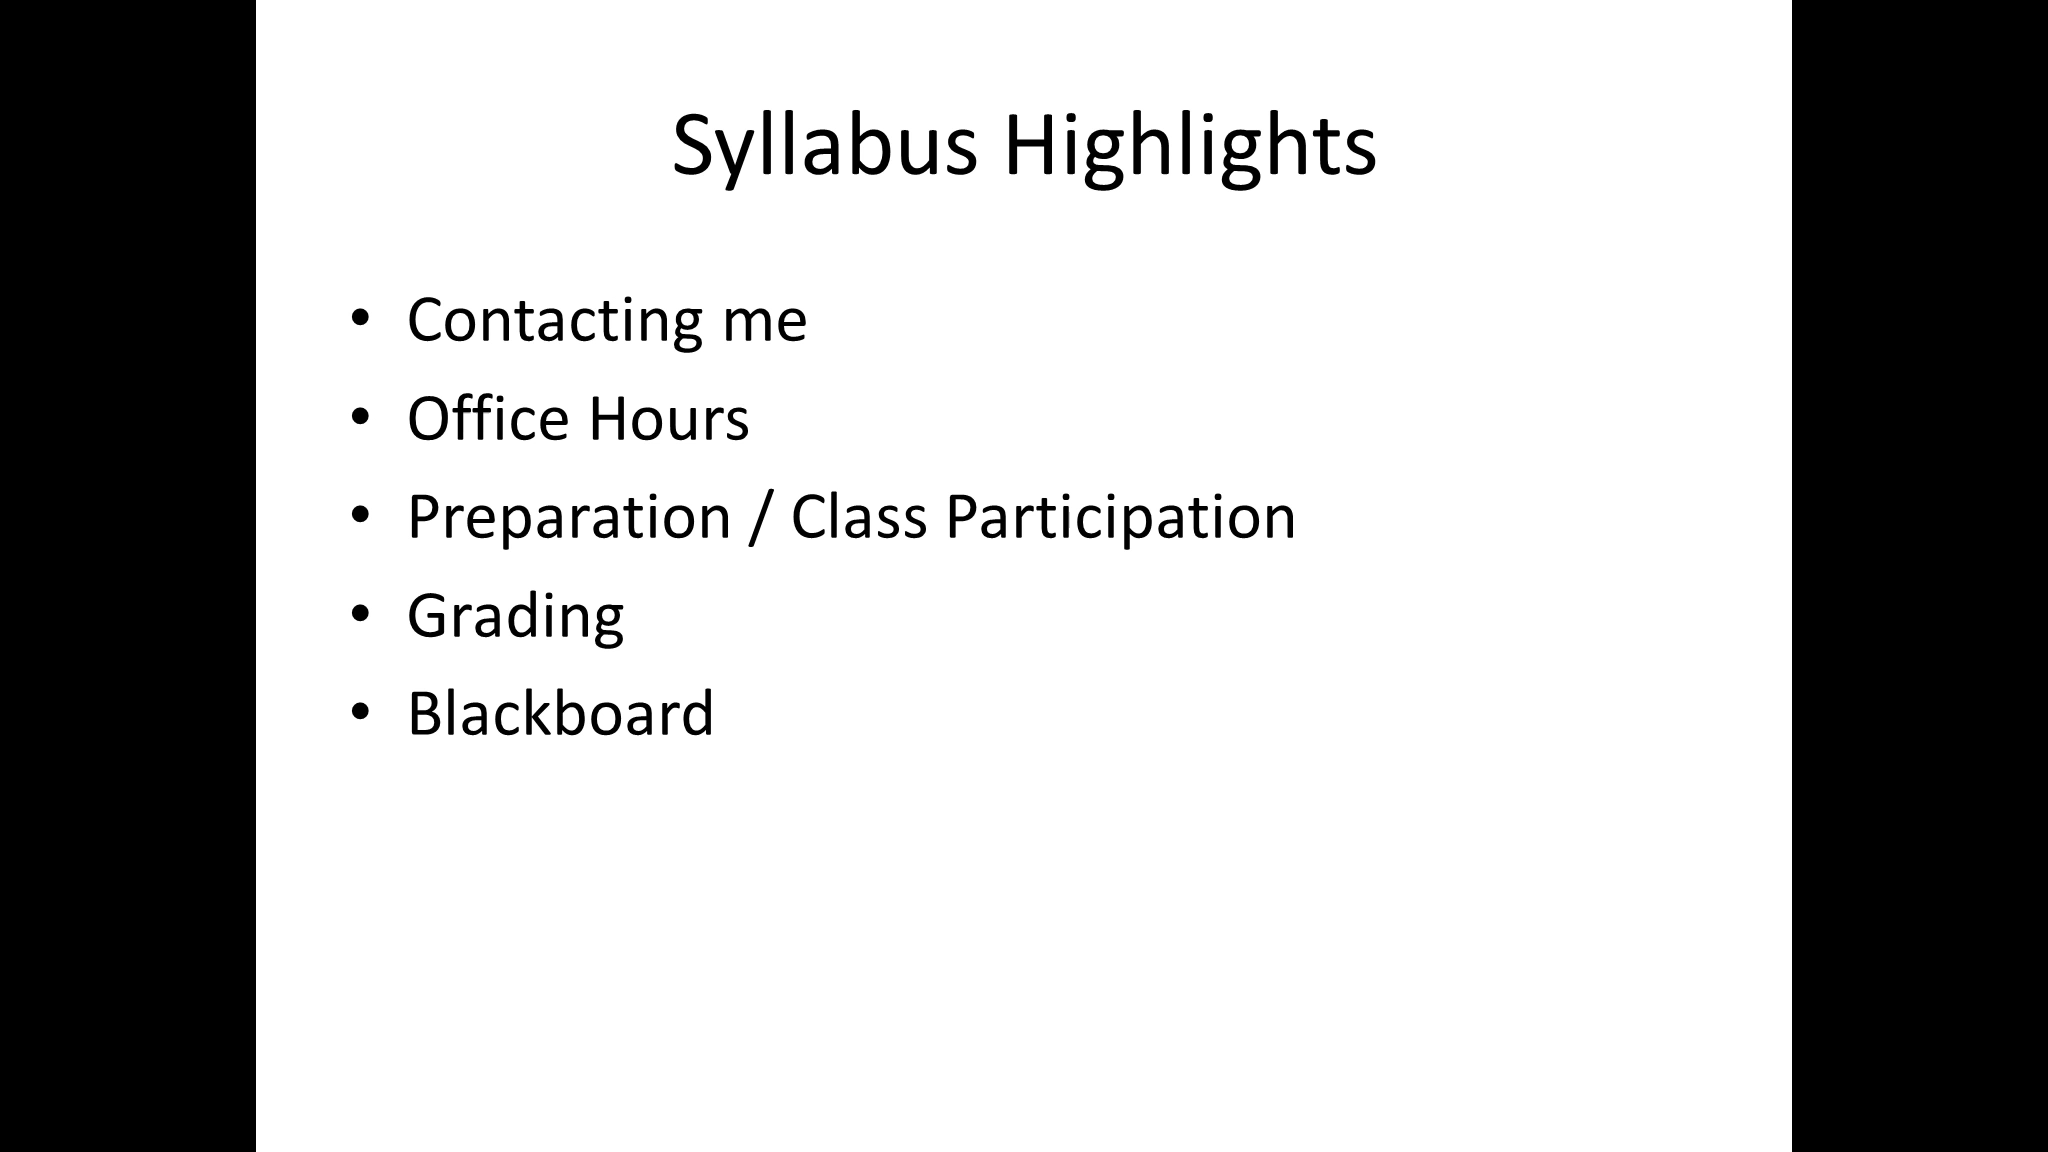 Syllabus Highlights
• Contacting me
• Office Hours
• Preparation / Class Participation
• Grading
• Blackboard